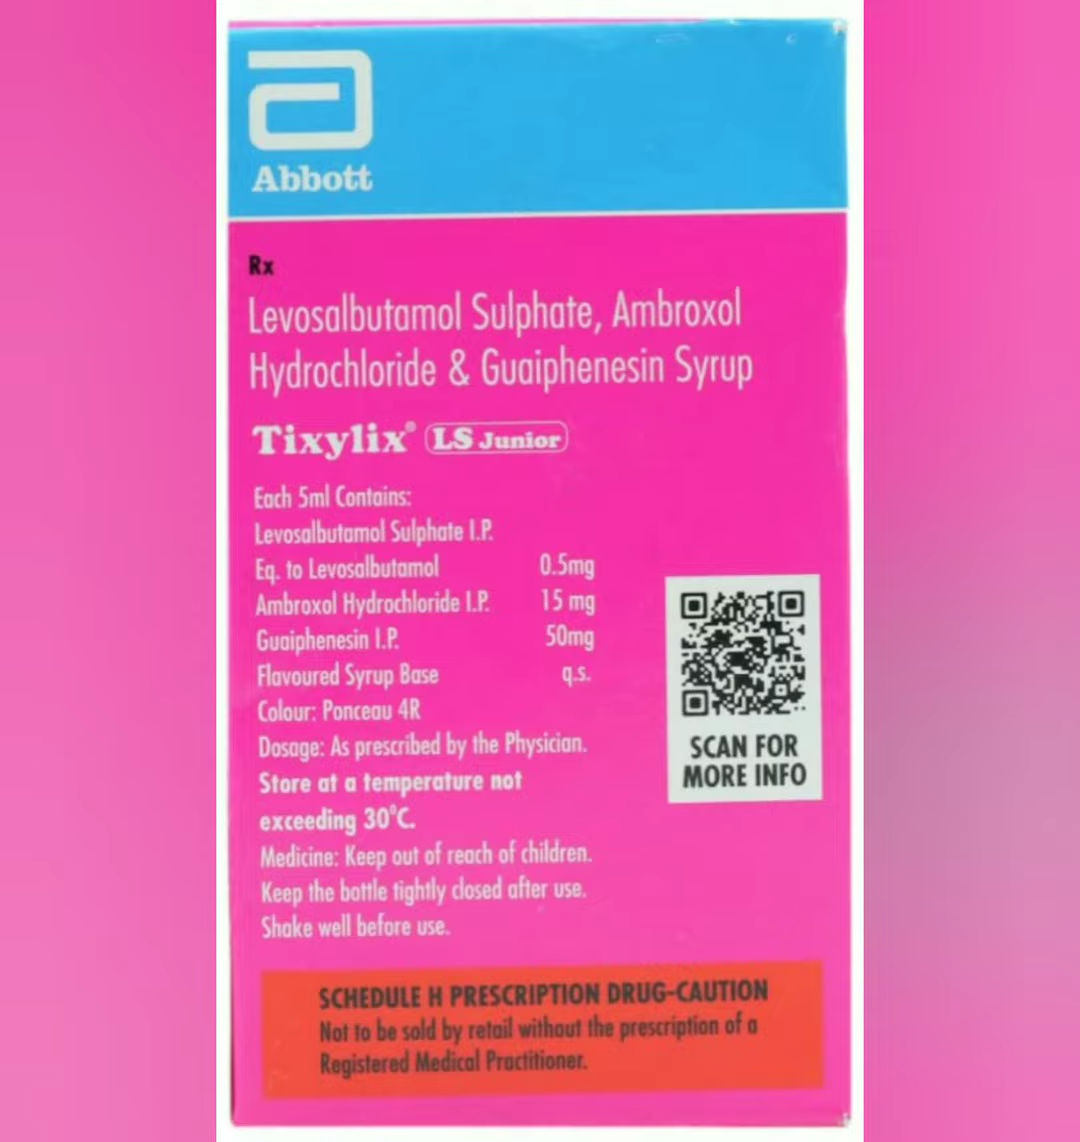 Abbott
Rx
Levosalbutamol Sulphate, Ambroxol
Hydrochloride & Guaiphenesin Syrup
Tixylix® LS Junior
Each 5ml Contains:
Levosalbutamol Sulphate I.P.
Eq. to Levosalbutamol 0.5mg
Ambroxol Hydrochloride I.P. 15 mg
Guaiphenesin I.P. 50mg
Flavoured Syrup Base q.s.
Colour: Ponceau 4R
Dosage: As prescribed by the Physician.
Store at a temperature not
exceeding 30°C.
Medicine: Keep out of reach of children.
Keep the bottle tightly closed after use.
Shake well before use.
SCAN FOR
MORE INFO
SCHEDULE H PRESCRIPTION DRUG-CAUTION
Not to be sold by retail without the prescription of a
Registered Medical Practitioner.